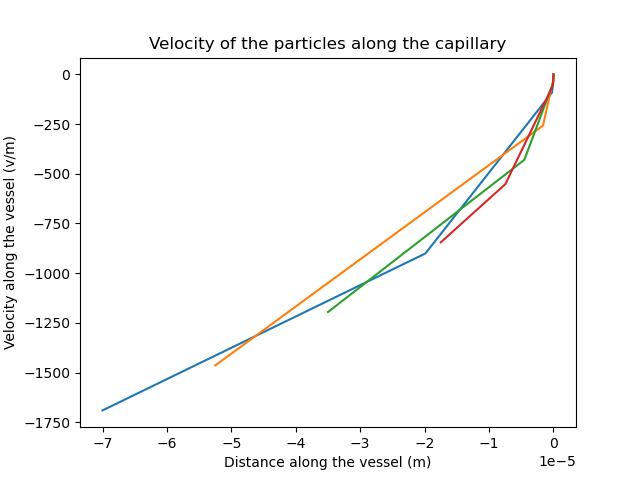 Velocity of the particles along the capillary
0
−250
−500
−750
−1000
−1250
−1500
−1750
Velocity along the vessel (v/m)
−7 −6 −5 −4 −3 −2 −1 0
1e−5
Distance along the vessel (m)